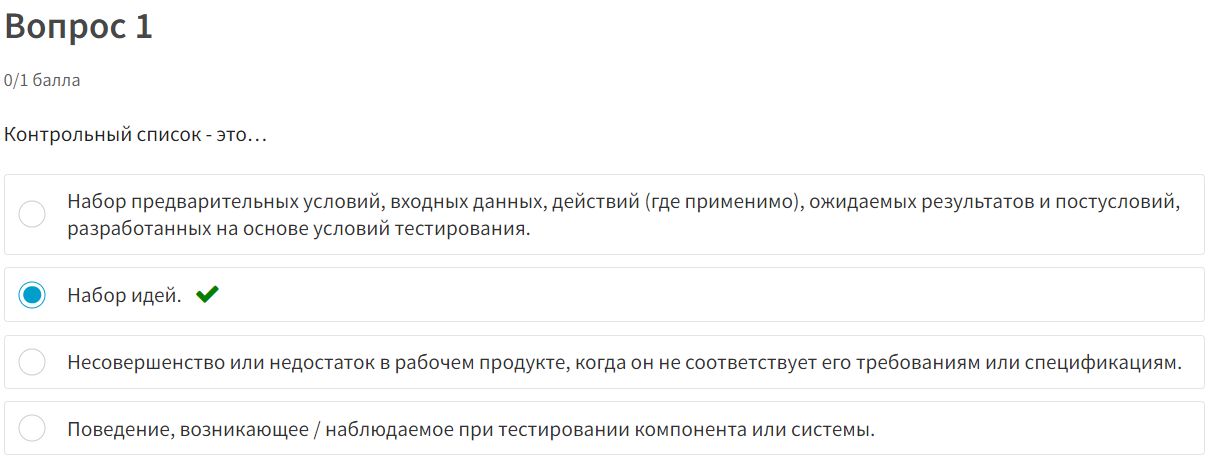 Вопрос 1
0/1 балла
Контрольный список - это…
Набор предварительных условий, входных данных, действий (где применимо), ожидаемых результатов и постусловий,
разработанных на основе условий тестирования.
Набор идей.
Несовершенство или недостаток в рабочем продукте, когда он не соответствует его требованиям или спецификациям.
Поведение, возникающее / наблюдаемое при тестировании компонента или системы.